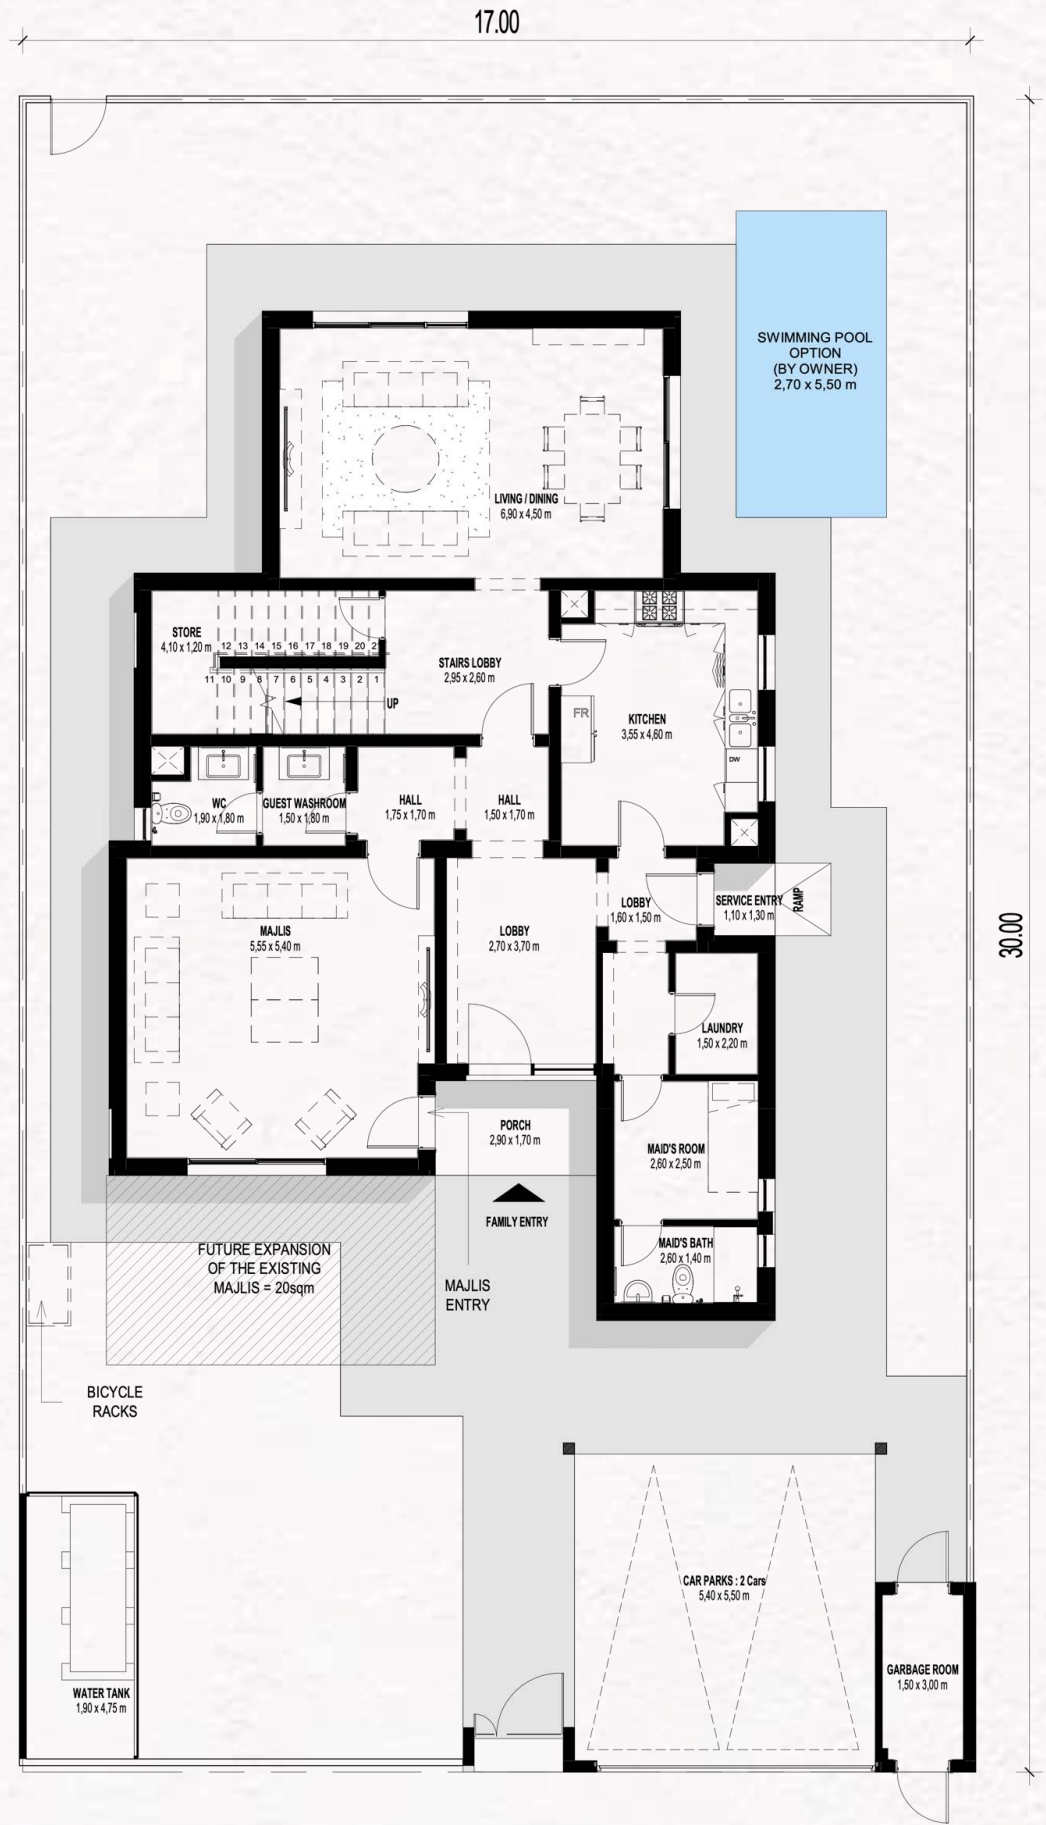 17.00
SWIMMING POOL
OPTION
(BY OWNER)
2,70 x 5,50 m
LIVING / DINING
6,90 x 4,50 m
STORE
4,10 x 1,20 m
12 13 14 15 16 17 18 19 20 2
11 10 9 8 7 6 5 4 3 2 1
UP
STAIRS LOBBY
2,95 x 2,60 m
FR
KITCHEN
3,55 x 4,60 m
DW
WC
1,90 x 1,80 m
GUEST WASHROOM
1,50 x 1,80 m
HALL
1,75 x 1,70 m
HALL
1,50 x 1,70 m
MAJLIS
5,55 x 5,40 m
LOBBY
2,70 x 3,70 m
LOBBY
1,60 x 1,50 m
SERVICE ENTRY
1,10 x 1,30 m
RAMP
30.00
LAUNDRY
1,50 x 2,20 m
PORCH
2,90 x 1,70 m
MAID'S ROOM
2,60 x 2,50 m
FAMILY ENTRY
MAID'S BATH
2,60 x 1,40 m
FUTURE EXPANSION
OF THE EXISTING
MAJLIS = 20sqm
MAJLIS
ENTRY
BICYCLE
RACKS
CAR PARKS : 2 Cars
5,40 x 5,50 m
WATER TANK
1,90 x 4,75 m
GARBAGE ROOM
1,50 x 3,00 m